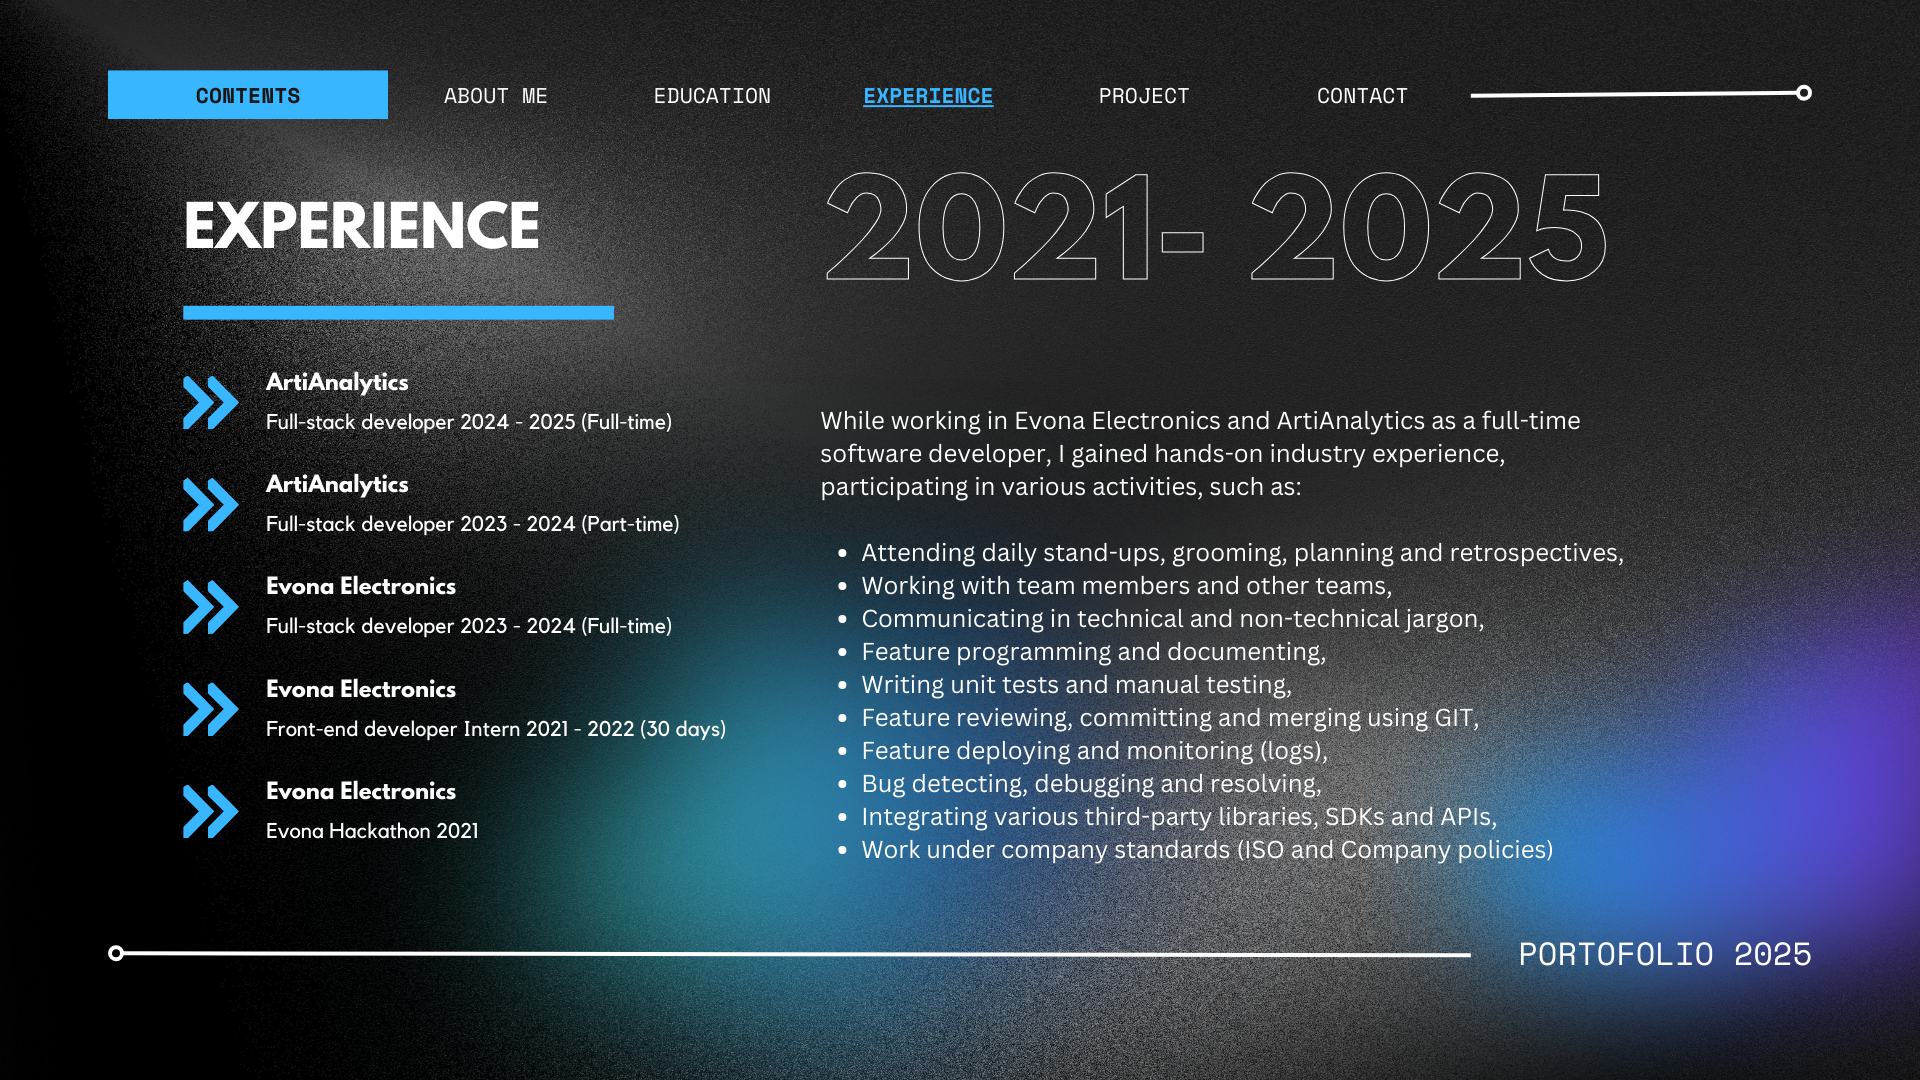 CONTENTS
ABOUT ME
EDUCATION
EXPERIENCE
PROJECT
CONTACT
EXPERIENCE
2021- 2025
ArtiAnalytics
Full-stack developer 2024 - 2025 (Full-time)
ArtiAnalytics
Full-stack developer 2023 - 2024 (Part-time)
Evona Electronics
Full-stack developer 2023 - 2024 (Full-time)
Evona Electronics
Front-end developer Intern 2021 - 2022 (30 days)
Evona Electronics
Evona Hackathon 2021
While working in Evona Electronics and ArtiAnalytics as a full-time
software developer, I gained hands-on industry experience,
participating in various activities, such as:
• Attending daily stand-ups, grooming, planning and retrospectives,
• Working with team members and other teams,
• Communicating in technical and non-technical jargon,
• Feature programming and documenting,
• Writing unit tests and manual testing,
• Feature reviewing, committing and merging using GIT,
• Feature deploying and monitoring (logs),
• Bug detecting, debugging and resolving,
• Integrating various third-party libraries, SDKs and APIs,
• Work under company standards (ISO and Company policies)
PORTOFOLIO 2025